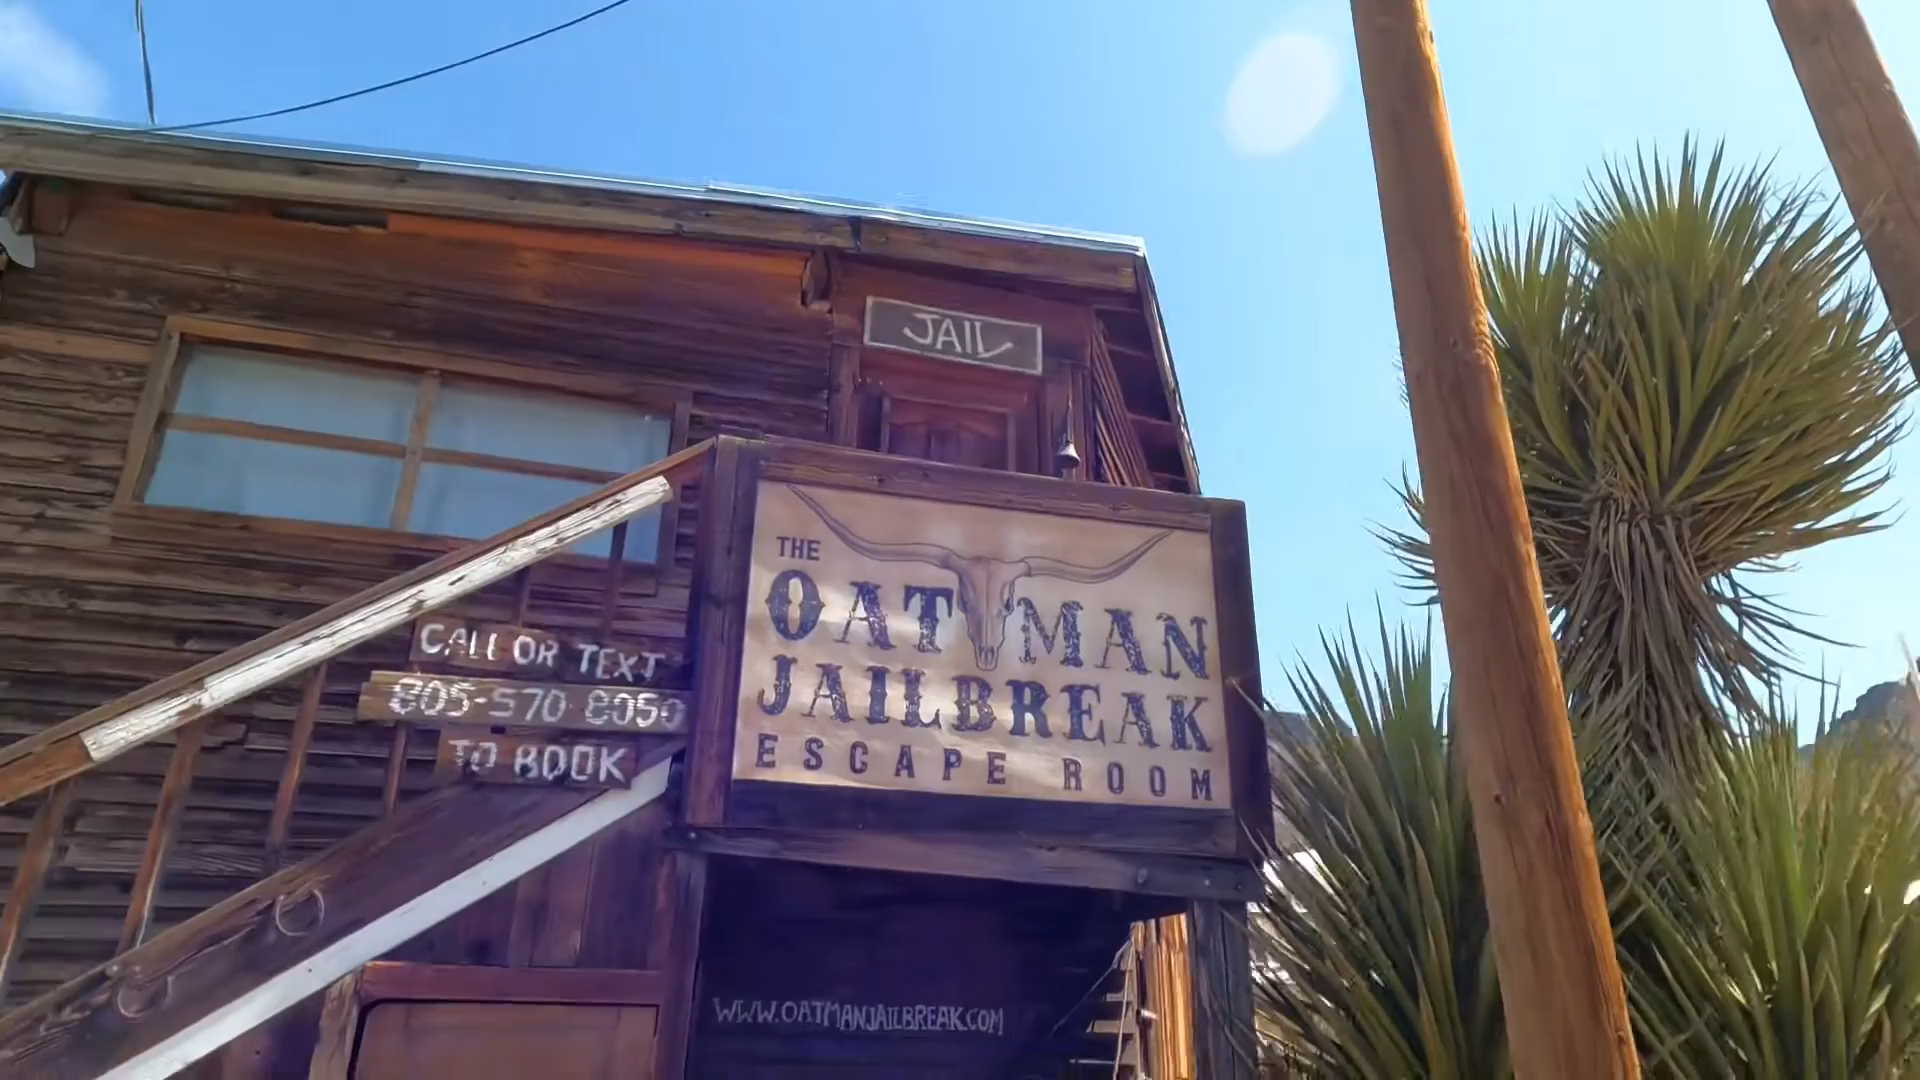 JAIL
THE
OATMAN
JAILBREAK
ESCAPE ROOM
CALL OR TEXT
805-570-8050
TO BOOK
WWW.OATMANJAILBREAK.COM